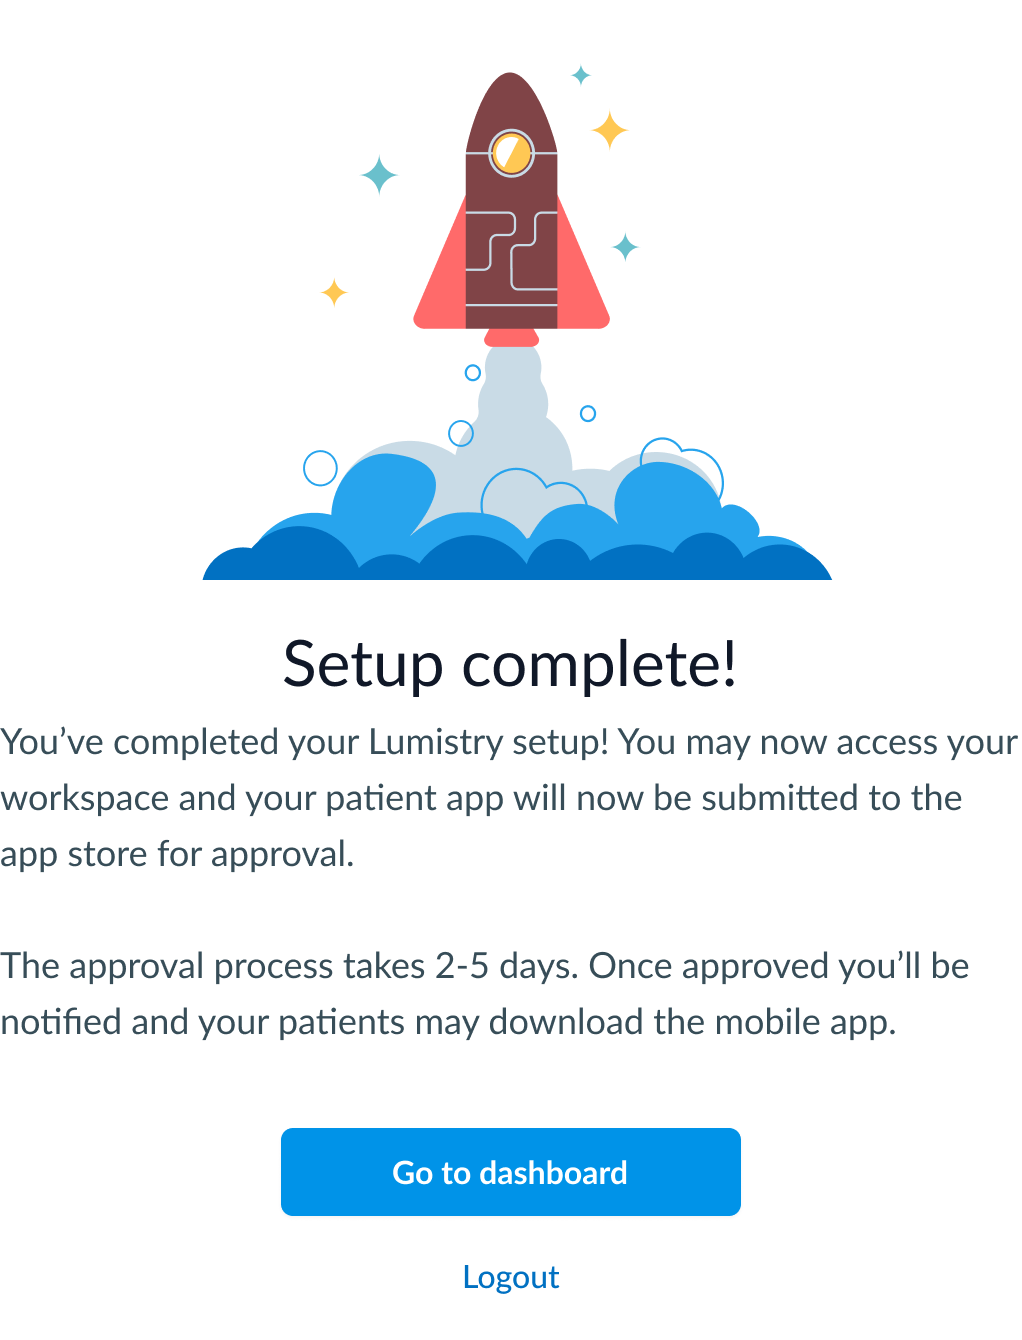 Setup complete!
You’ve completed your Lumistry setup! You may now access your
workspace and your patient app will now be submitted to the
app store for approval.
The approval process takes 2-5 days. Once approved you’ll be
notified and your patients may download the mobile app.
Go to dashboard
Logout